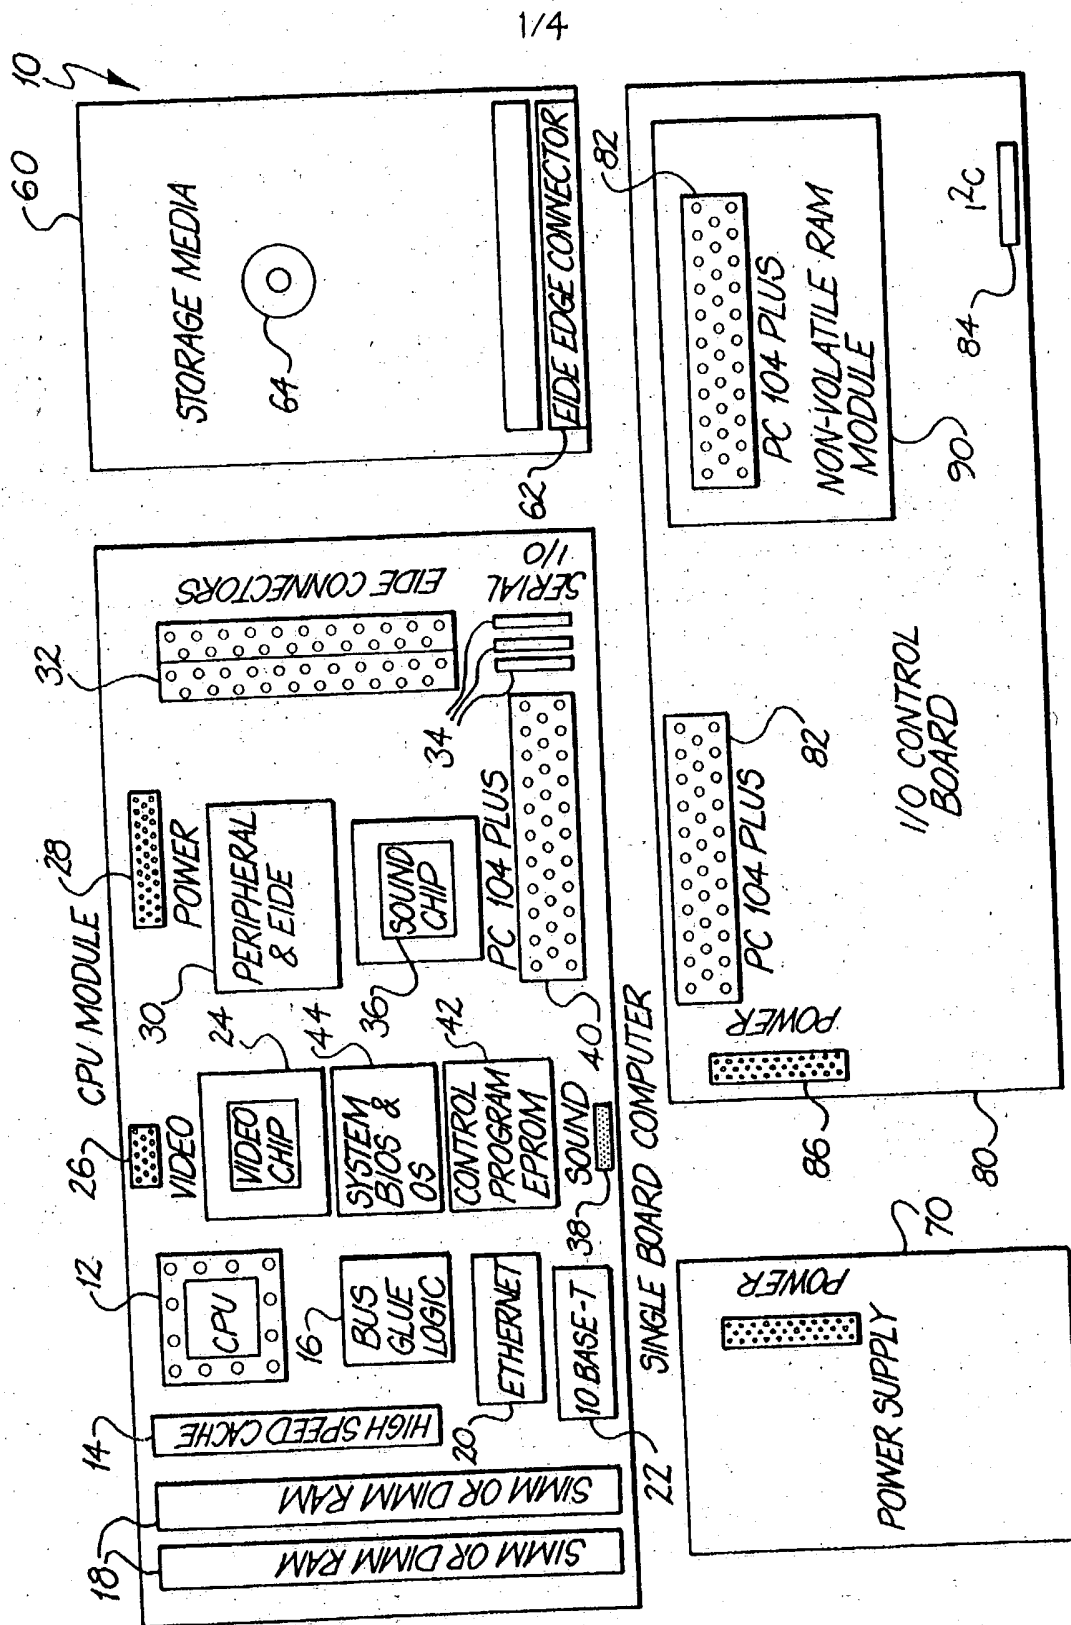 1/4
10
60
STORAGE MEDIA
64
EIDE EDGE CONNECTOR
62
CPU MODULE
18
SIMM OR DIMM RAM
SIMM OR DIMM RAM
14
HIGH SPEED CACHE
12
CPU
16
BUS
GLUE
LOGIC
20
ETHERNET
22
10 BASE-T
26
VIDEO
24
VIDEO
CHIP
44
SYSTEM
BIOS &
OS
42
CONTROL
PROGRAM
EPROM
38
SOUND
28
POWER
30
PERIPHERAL
& EIDE
36
SOUND
CHIP
PC 104 PLUS
40
32
EIDE CONNECTORS
34
SERIAL
I/O
SINGLE BOARD COMPUTER
70
POWER
POWER SUPPLY
80
86
POWER
PC 104 PLUS
82
I/O CONTROL
BOARD
82
PC 104 PLUS
NON-VOLATILE RAM
MODULE
90
84
I2C